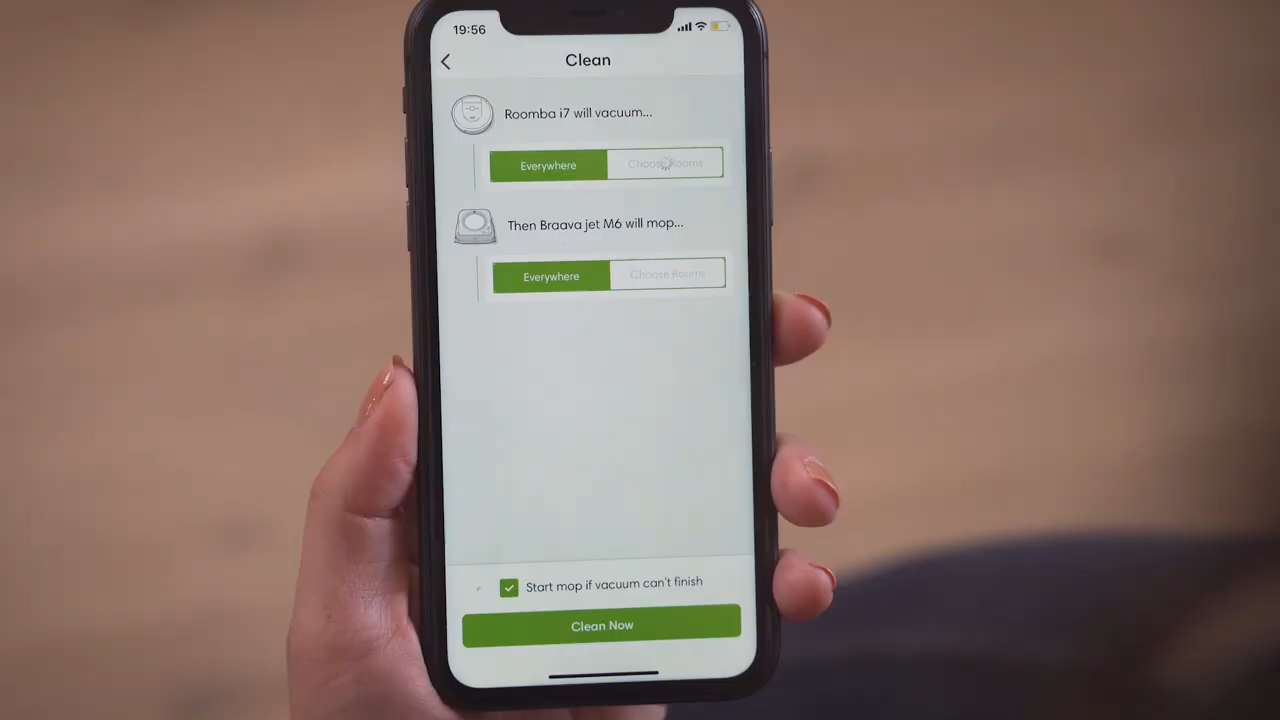 19:56
Clean
Roomba i7 will vacuum...
Everywhere
Choose Rooms
Then Braava jet M6 will mop...
Everywhere
Choose Rooms
Start mop if vacuum can't finish
Clean Now